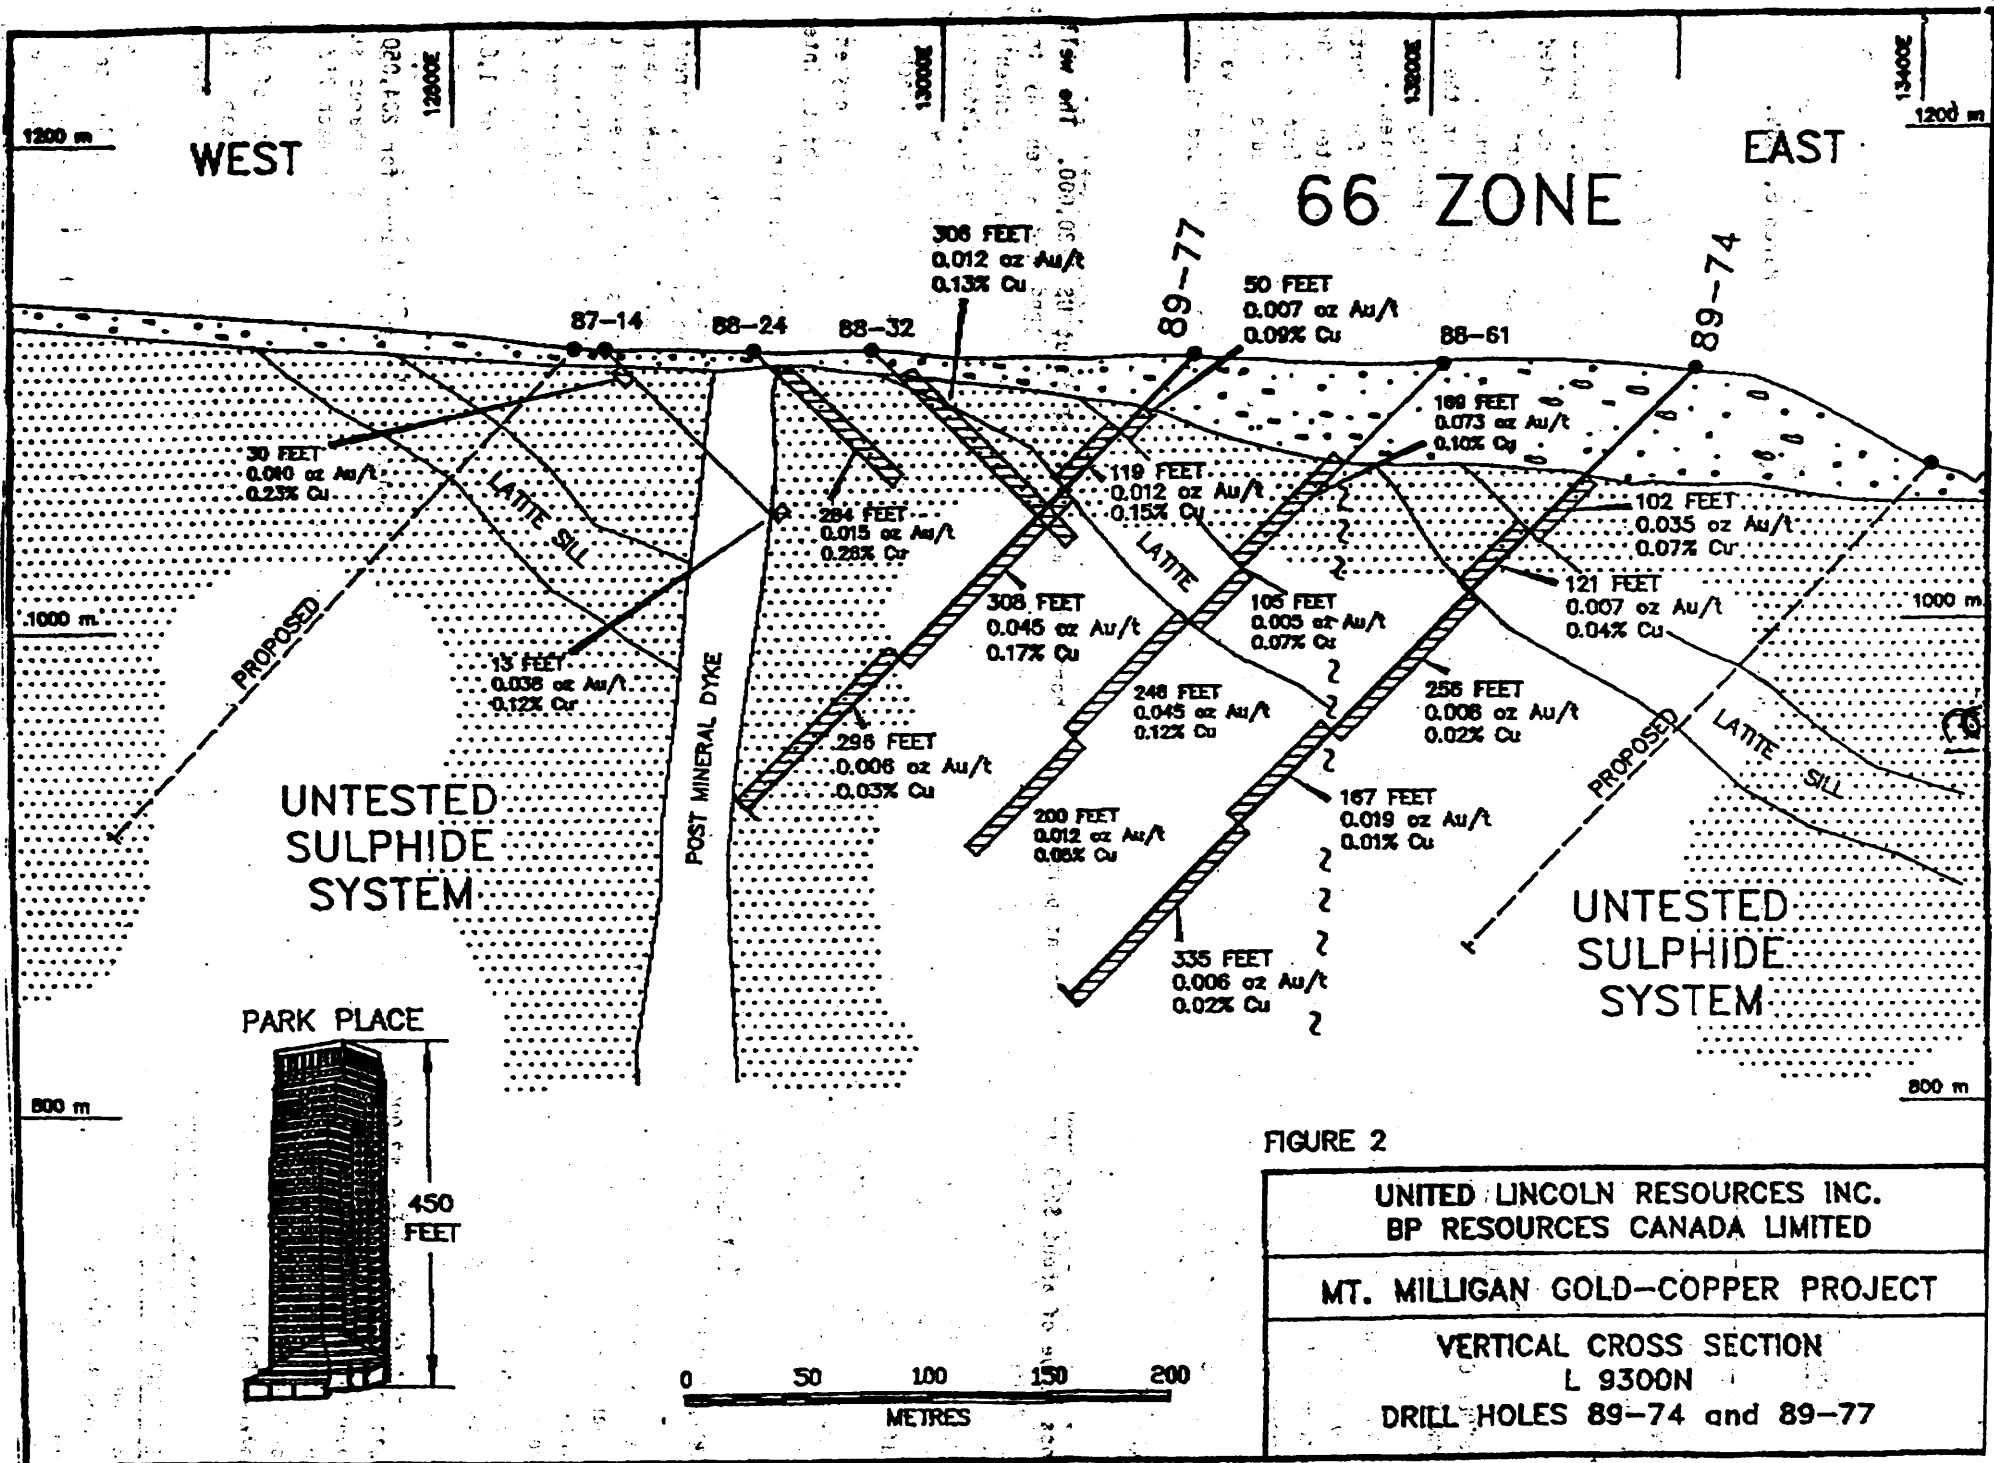 12800E
13000E
13200E
13400E
1200 m
1200 m
WEST
EAST
66 ZONE
306 FEET
0.012 oz Au/t
0.13% Cu
89-77
50 FEET
0.007 oz Au/t
0.09% Cu
89-74
87-14
88-24
88-32
88-61
169 FEET
0.073 oz Au/t
0.10% Cu
30 FEET
0.010 oz Au/t
0.23% Cu
LATITE SILL
284 FEET
0.015 oz Au/t
0.28% Cu
119 FEET
0.012 oz Au/t
0.15% Cu
LATITE
102 FEET
0.035 oz Au/t
0.07% Cu
121 FEET
0.007 oz Au/t
0.04% Cu
1000 m
1000 m
PROPOSED
308 FEET
0.045 oz Au/t
0.17% Cu
105 FEET
0.005 oz Au/t
0.07% Cu
13 FEET
0.036 oz Au/t
0.12% Cu
POST MINERAL DYKE
296 FEET
0.006 oz Au/t
0.03% Cu
246 FEET
0.045 oz Au/t
0.12% Cu
256 FEET
0.006 oz Au/t
0.02% Cu
PROPOSED
LATITE SILL
UNTESTED
SULPHIDE
SYSTEM
200 FEET
0.012 oz Au/t
0.05% Cu
167 FEET
0.019 oz Au/t
0.01% Cu
335 FEET
0.006 oz Au/t
0.02% Cu
UNTESTED
SULPHIDE
SYSTEM
PARK PLACE
450
FEET
800 m
800 m
0 50 100 150 200
METRES
FIGURE 2
UNITED LINCOLN RESOURCES INC.
BP RESOURCES CANADA LIMITED
MT. MILLIGAN GOLD-COPPER PROJECT
VERTICAL CROSS SECTION
L 9300N
DRILL HOLES 89-74 and 89-77